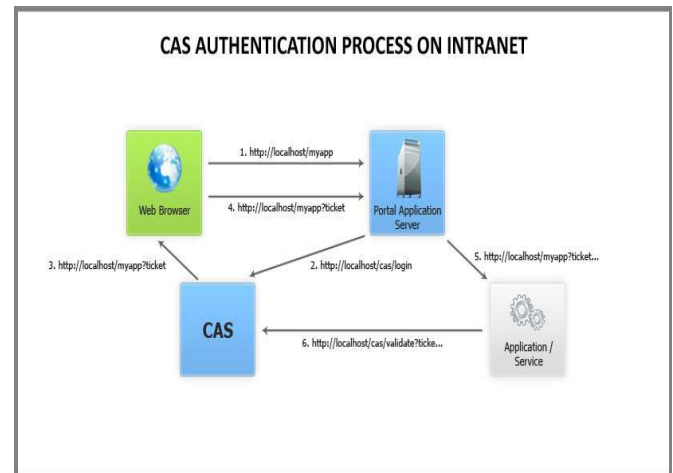 CAS AUTHENTICATION PROCESS ON INTRANET
1. http://localhost/myapp
Web Browser
4. http://localhost/myapp?ticket
Portal Application
Server
3. http://localhost/myapp?ticket
2. http://localhost/cas/login
5. http://localhost/myapp?ticket...
CAS
6. http://localhost/cas/validate?ticke...
Application /
Service